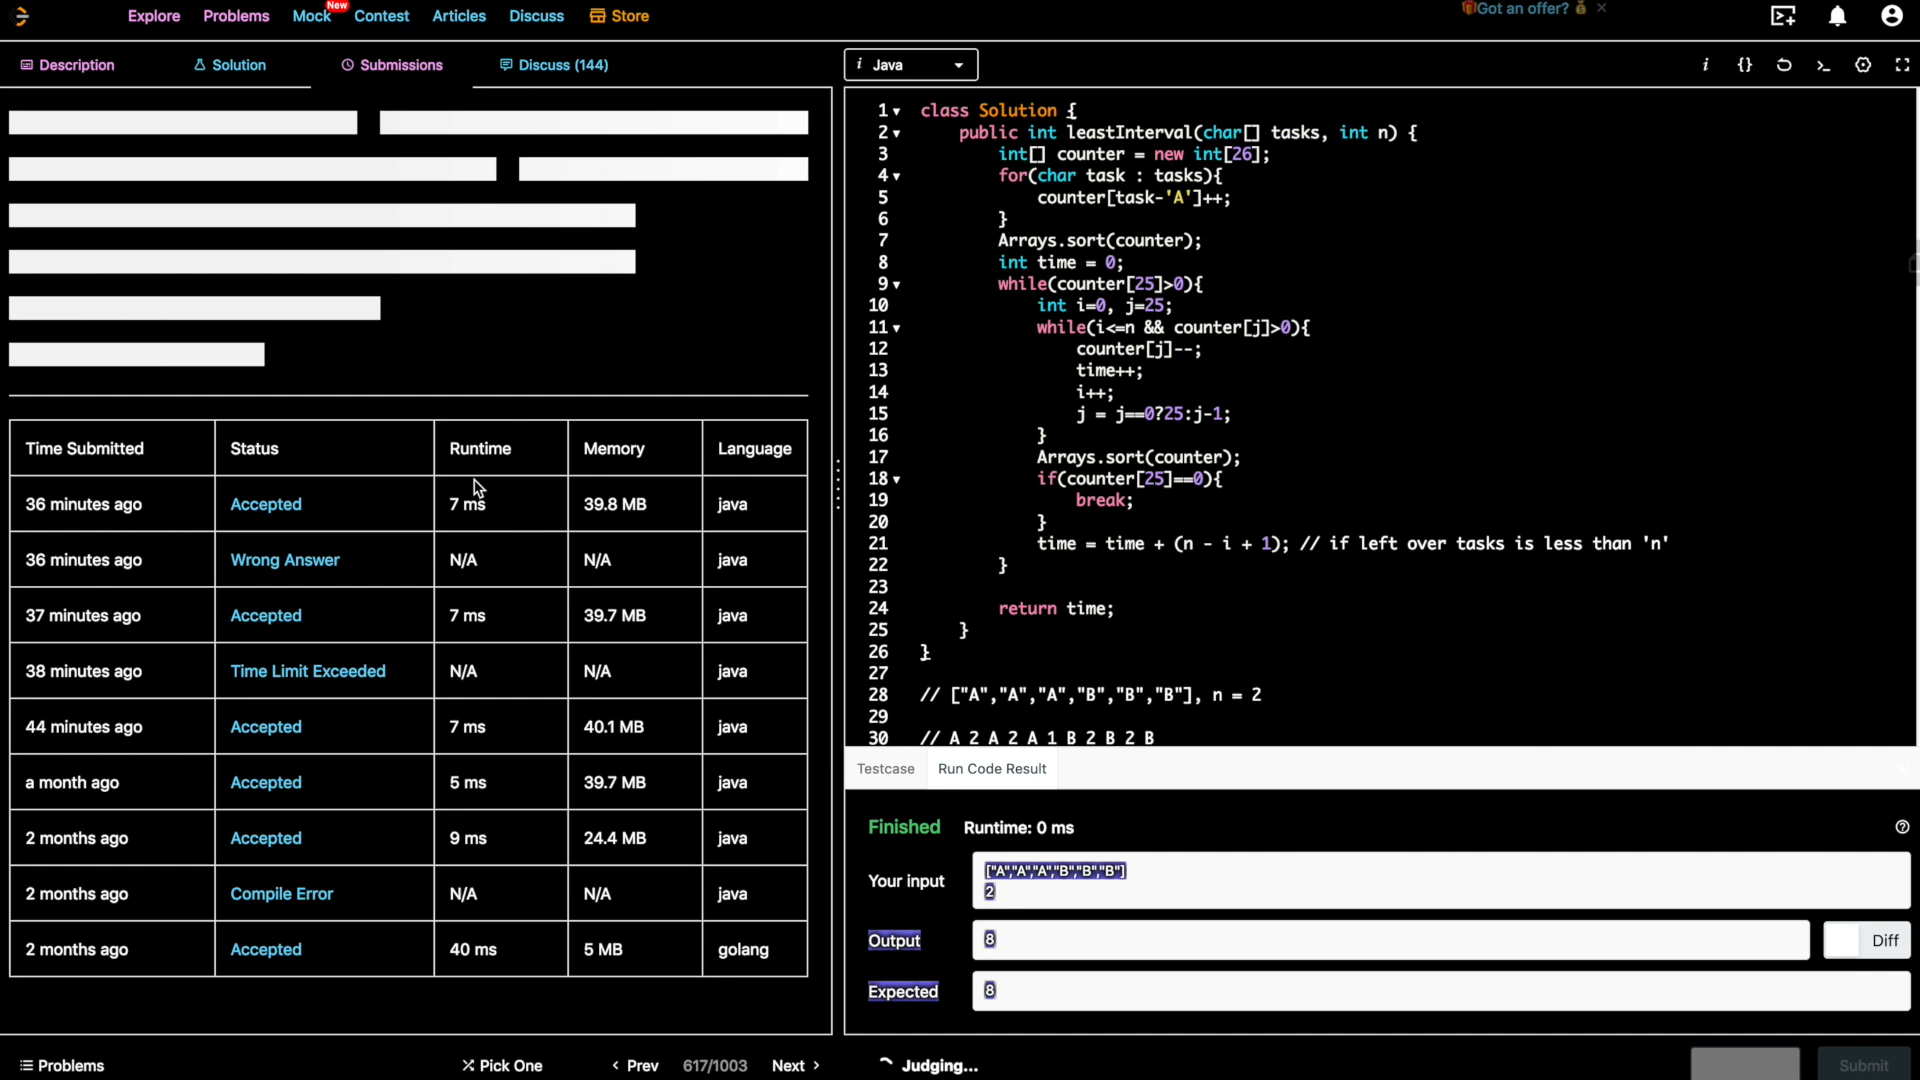 Explore Problems Mock New Contest Articles Discuss Store
Got an offer?
Description Solution Submissions Discuss (144)
i Java
Time Submitted Status Runtime Memory Language
36 minutes ago Accepted 7 ms 39.8 MB java
36 minutes ago Wrong Answer N/A N/A java
37 minutes ago Accepted 7 ms 39.7 MB java
38 minutes ago Time Limit Exceeded N/A N/A java
44 minutes ago Accepted 7 ms 40.1 MB java
a month ago Accepted 5 ms 39.7 MB java
2 months ago Accepted 9 ms 24.4 MB java
2 months ago Compile Error N/A N/A java
2 months ago Accepted 40 ms 5 MB golang
1 class Solution {
2 public int leastInterval(char[] tasks, int n) {
3 int[] counter = new int[26];
4 for(char task : tasks){
5 counter[task-'A']++;
6 }
7 Arrays.sort(counter);
8 int time = 0;
9 while(counter[25]>0){
10 int i=0, j=25;
11 while(i<=n && counter[j]>0){
12 counter[j]--;
13 time++;
14 i++;
15 j = j==0?25:j-1;
16 }
17 Arrays.sort(counter);
18 if(counter[25]==0){
19 break;
20 }
21 time = time + (n - i + 1); // if left over tasks is less than 'n'
22 }
23
24 return time;
25 }
26 }
27
28 // ["A","A","A","B","B","B"], n = 2
29
30 // A 2 A 2 A 1 B 2 B 2 B
Testcase Run Code Result
Finished Runtime: 0 ms
Your input ["A","A","A","B","B","B"]
2
Output 8 Diff
Expected 8
Problems Pick One < Prev 617/1003 Next > Judging... Submit